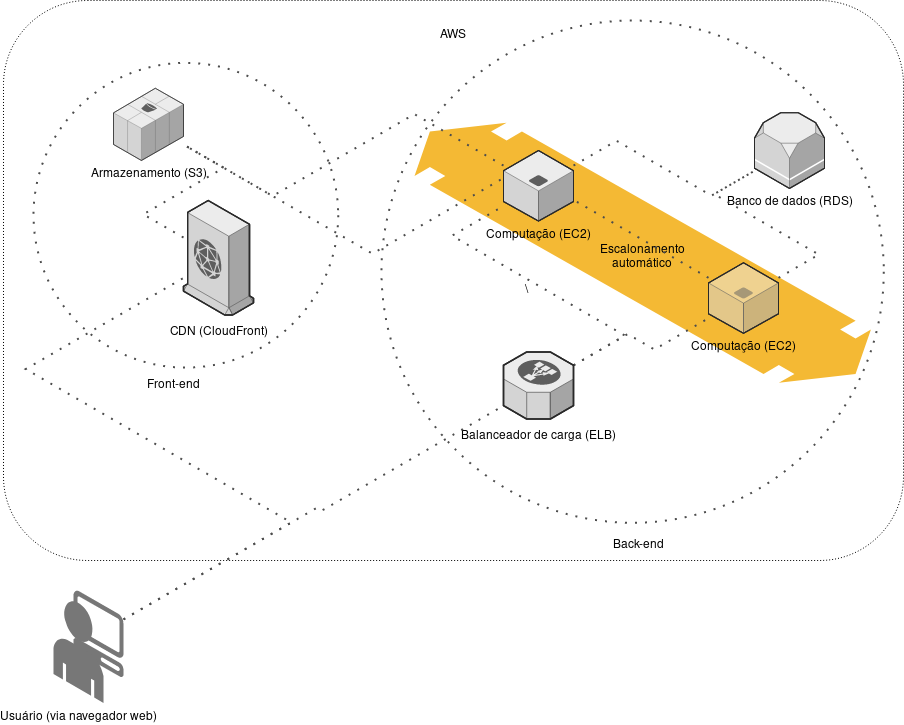 AWS
Armazenamento (S3)
Banco de dados (RDS)
Computação (EC2)
Escalonamento
automático
CDN (CloudFront)
Computação (EC2)
Front-end
Balanceador de carga (ELB)
Back-end
Usuário (via navegador web)